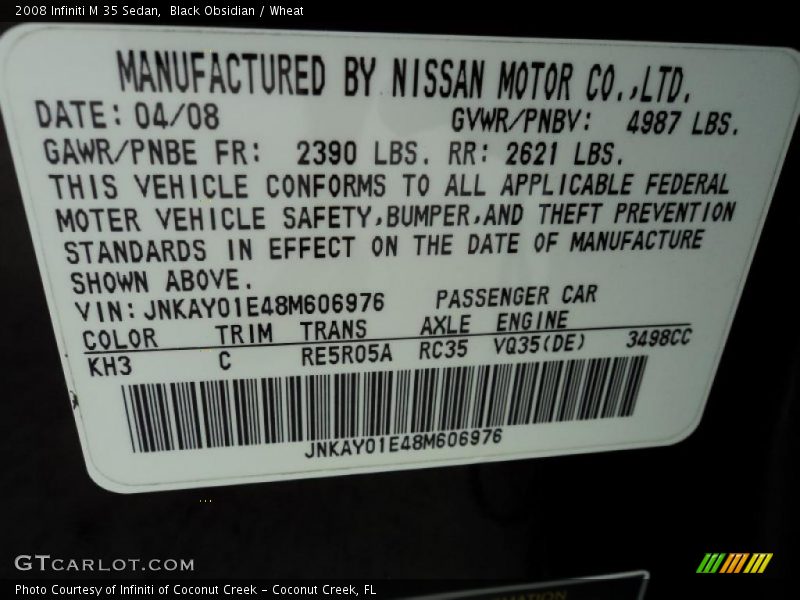 2008 Infiniti M 35 Sedan,  Black Obsidian / Wheat
MANUFACTURED BY NISSAN MOTOR CO.,LTD.
DATE: 04/08 GVWR/PNBV: 4987 LBS.
GAWR/PNBE FR: 2390 LBS. RR: 2621 LBS.
THIS VEHICLE CONFORMS TO ALL APPLICABLE FEDERAL
MOTER VEHICLE SAFETY,BUMPER,AND THEFT PREVENTION
STANDARDS IN EFFECT ON THE DATE OF MANUFACTURE
SHOWN ABOVE.
VIN: JNKAY01E48M606976 PASSENGER CAR
COLOR TRIM TRANS AXLE ENGINE
KH3 C RE5R05A RC35 VQ35(DE) 3498CC
JNKAY01E48M606976
GTCARLOT.COM
Photo Courtesy of Infiniti of Coconut Creek – Coconut Creek, FL